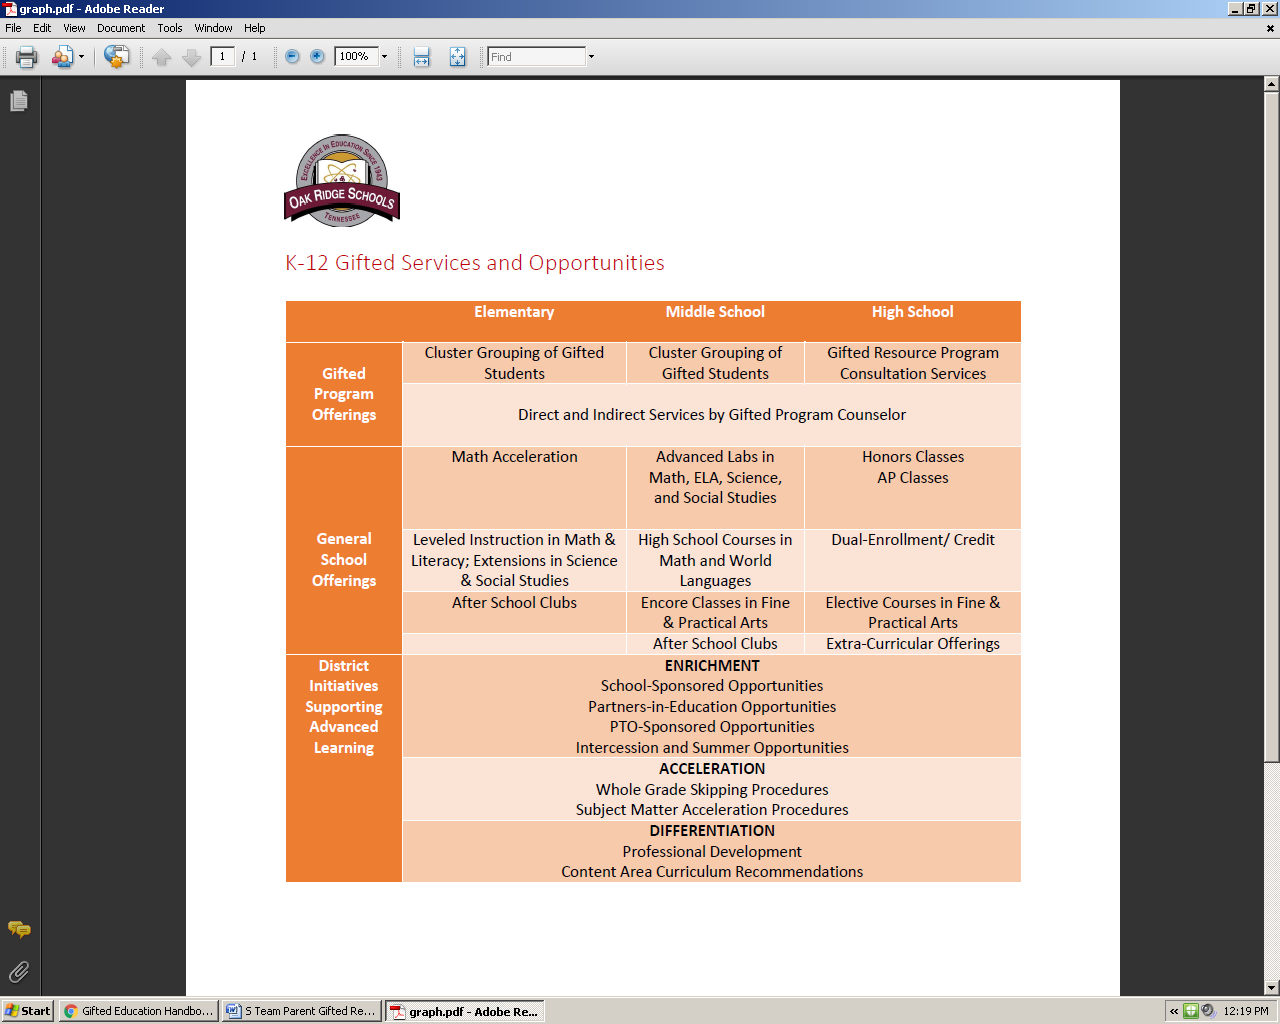 graph.pdf - Adobe Reader
File Edit View Document Tools Window Help
1 / 1 100% Find
EXCELLENCE IN EDUCATION SINCE 1943
OAK RIDGE SCHOOLS
TENNESSEE
K-12 Gifted Services and Opportunities
Elementary Middle School High School
Gifted Program Offerings
Cluster Grouping of Gifted Students
Cluster Grouping of Gifted Students
Gifted Resource Program Consultation Services
Direct and Indirect Services by Gifted Program Counselor
General School Offerings
Math Acceleration
Advanced Labs in Math, ELA, Science, and Social Studies
Honors Classes
AP Classes
Leveled Instruction in Math & Literacy; Extensions in Science & Social Studies
High School Courses in Math and World Languages
Dual-Enrollment/ Credit
After School Clubs
Encore Classes in Fine & Practical Arts
Elective Courses in Fine & Practical Arts
After School Clubs
Extra-Curricular Offerings
District Initiatives Supporting Advanced Learning
ENRICHMENT
School-Sponsored Opportunities
Partners-in-Education Opportunities
PTO-Sponsored Opportunities
Intercession and Summer Opportunities
ACCELERATION
Whole Grade Skipping Procedures
Subject Matter Acceleration Procedures
DIFFERENTIATION
Professional Development
Content Area Curriculum Recommendations
Start Gifted Education Handbo... S Team Parent Gifted Re... graph.pdf - Adobe Re... « 12:19 PM